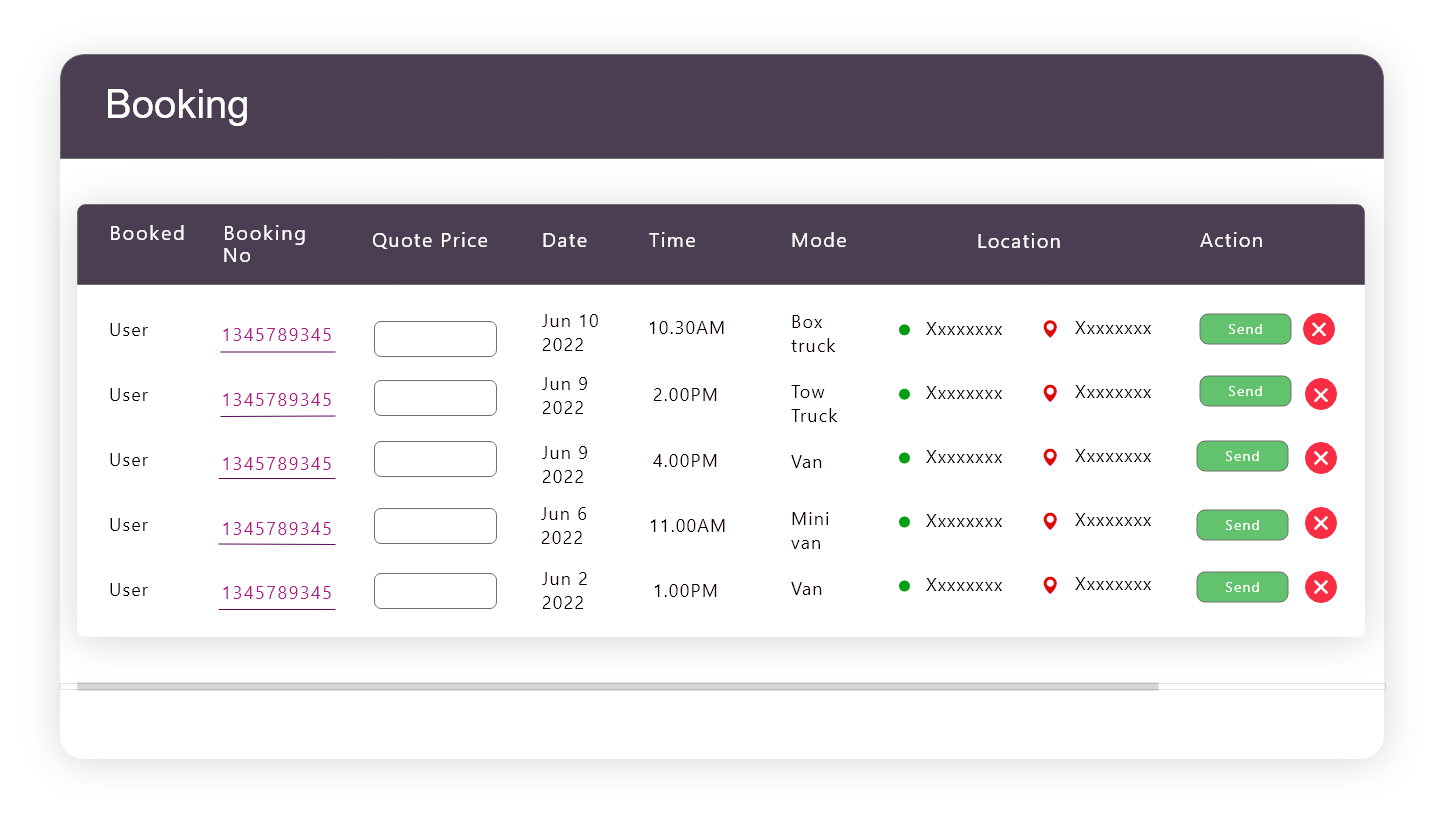 Booking
Booked Booking No Quote Price Date Time Mode Location Action
User 1345789345 Jun 10 2022 10.30AM Box truck Xxxxxxxx Xxxxxxxx Send
User 1345789345 Jun 9 2022 2.00PM Tow Truck Xxxxxxxx Xxxxxxxx Send
User 1345789345 Jun 9 2022 4.00PM Van Xxxxxxxx Xxxxxxxx Send
User 1345789345 Jun 6 2022 11.00AM Mini van Xxxxxxxx Xxxxxxxx Send
User 1345789345 Jun 2 2022 1.00PM Van Xxxxxxxx Xxxxxxxx Send